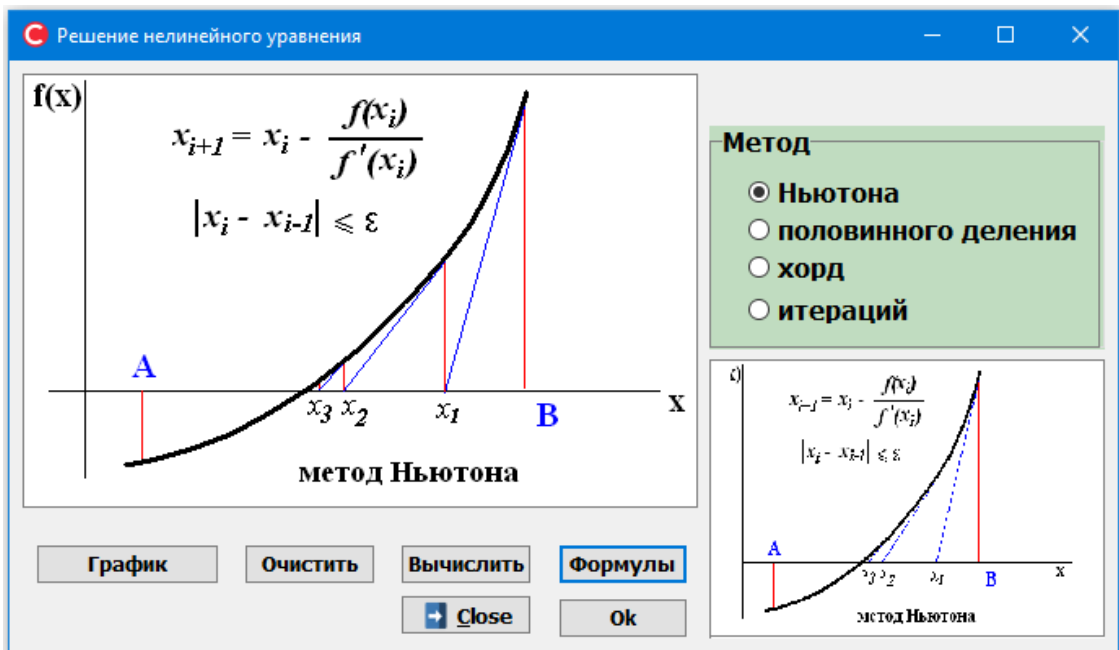 Решение нелинейного уравнения
f(x)
x_{i+1} = x_i - f(x_i) / f'(x_i)
|x_i - x_{i-1}| ⩽ ε
A
x_3 x_2 x_1
B
x
метод Ньютона
Метод
Ньютона
половинного деления
хорд
итераций
x_{i-1} = x_i - f(x_i) / f'(x_i)
|x_i - x_{i-1}| ⩽ ε
A
B
x
метод Ньютона
График
Очистить
Вычислить
Формулы
Close
Ok